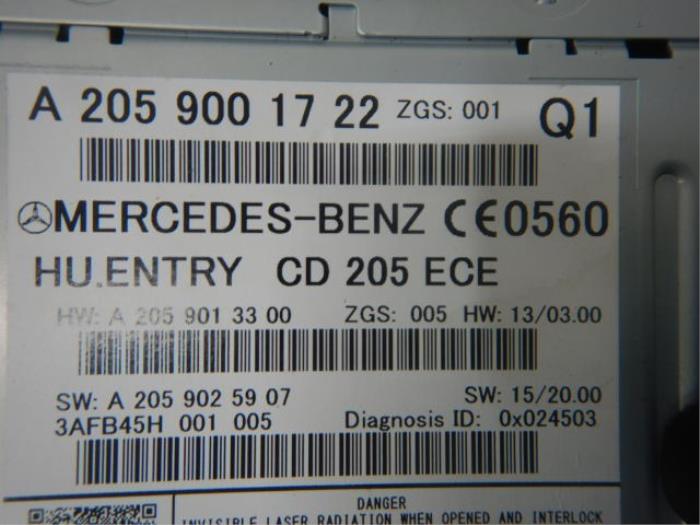 A 205 900 17 22 ZGS: 001 Q1
MERCEDES-BENZ CE0560
HU.ENTRY CD 205 ECE
HW: A 205 901 33 00 ZGS: 005 HW: 13/03.00
SW: A 205 902 59 07 SW: 15/20.00
3AFB45H 001 005 Diagnosis ID: 0x024503
DANGER
INVISIBLE LASER RADIATION WHEN OPENED AND INTERLOCK